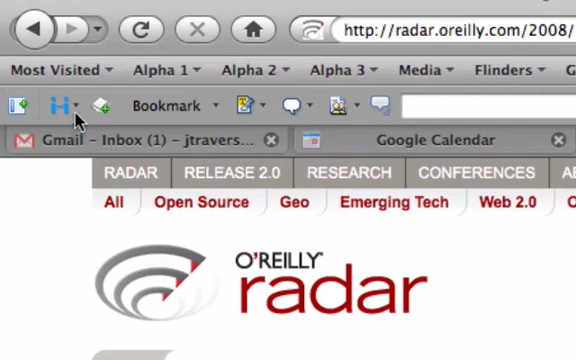 http://radar.oreilly.com/2008/
Most Visited Alpha 1 Alpha 2 Alpha 3 Media Flinders G
Bookmark
Gmail – Inbox (1) – jtravers... Google Calendar
RADAR RELEASE 2.0 RESEARCH CONFERENCES A
All Open Source Geo Emerging Tech Web 2.0
O'REILLY
radar